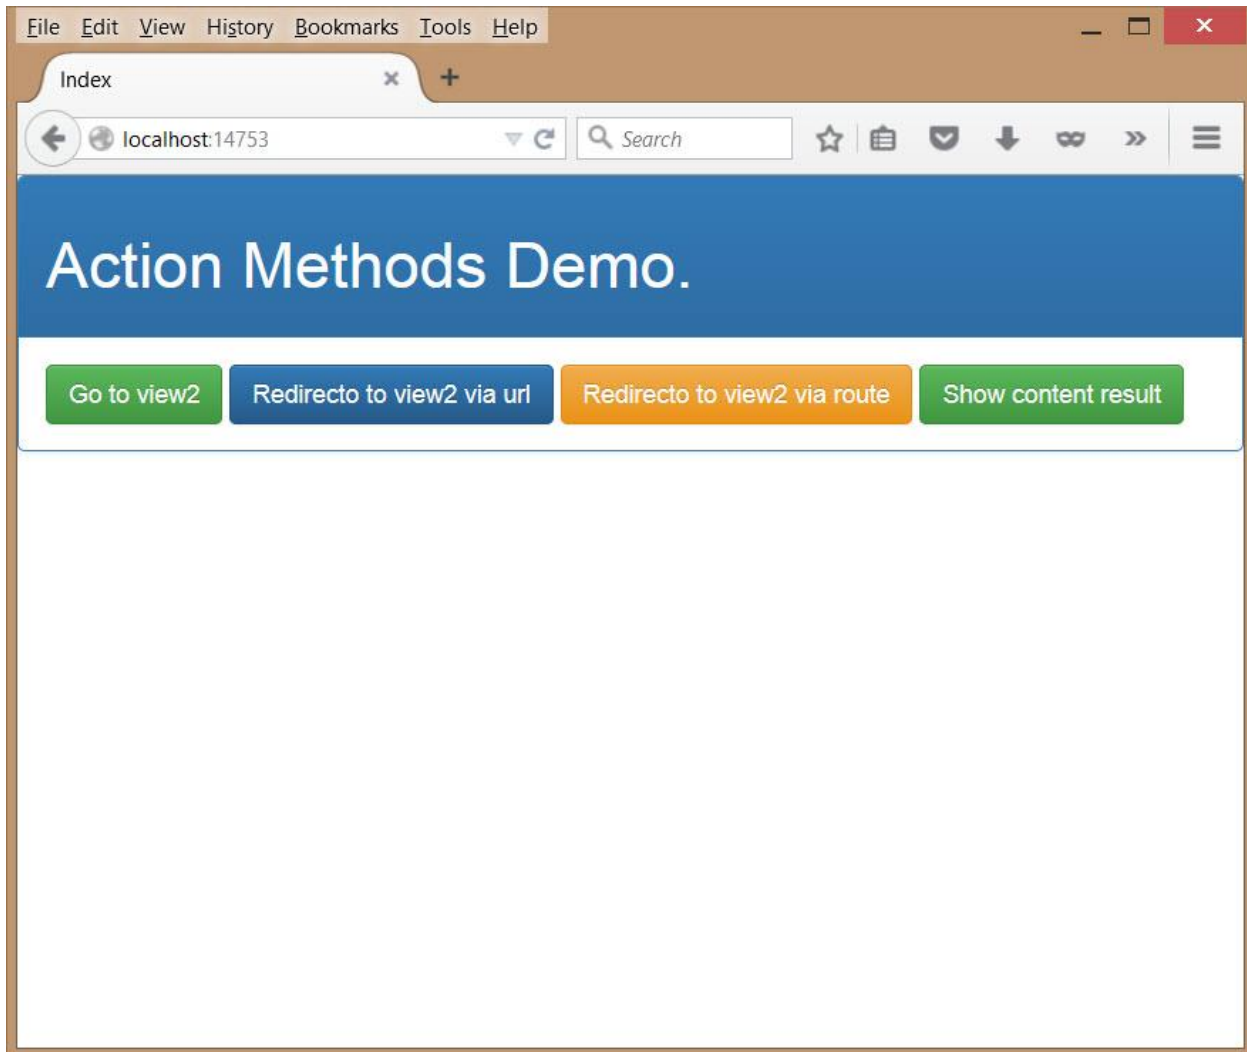 File Edit View History Bookmarks Tools Help
Index
localhost:14753 Search
Action Methods Demo.
Go to view2 Redirecto to view2 via url Redirecto to view2 via route Show content result